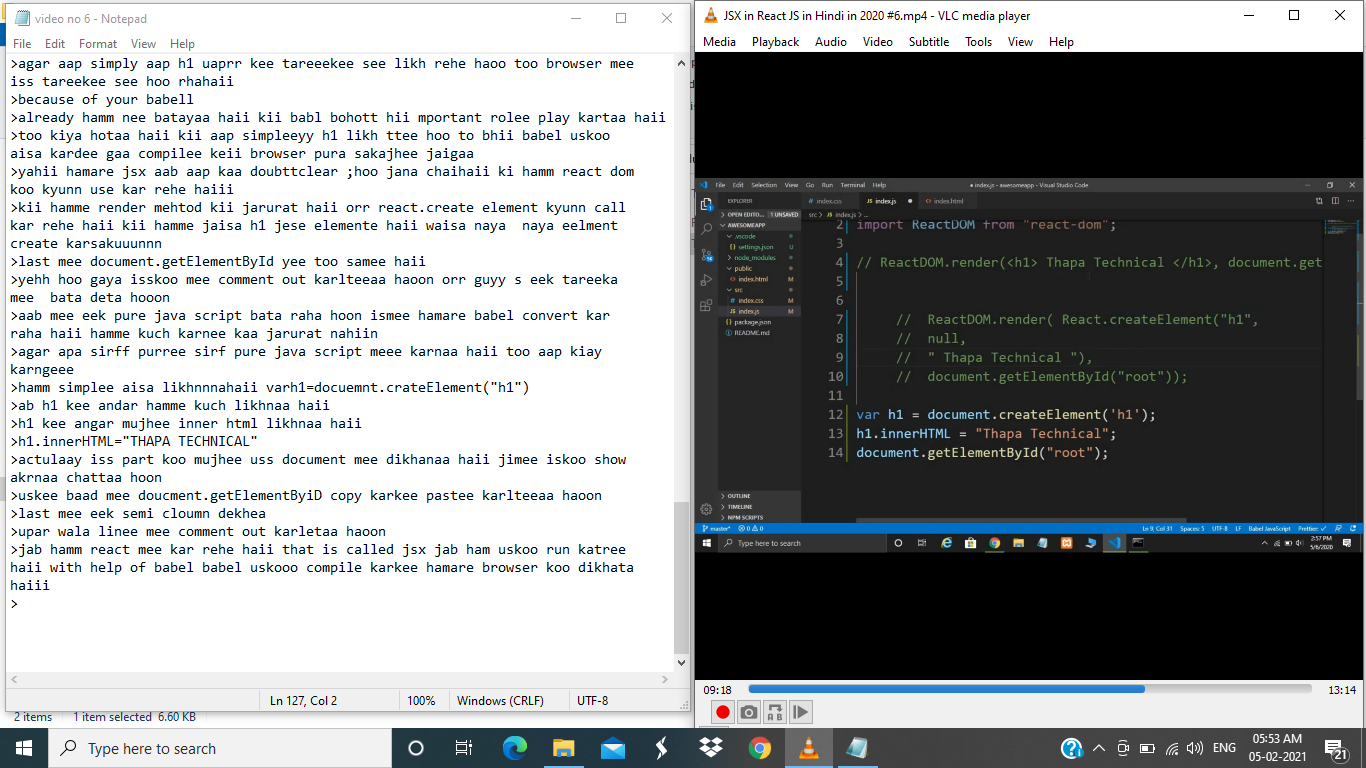 video no 6 - Notepad
File Edit Format View Help
>agar aap simply aap h1 uaprr kee tareeekee see likh rehe haoo too browser mee
iss tareekee see hoo rhahaii
>because of your babell
>already hamm nee batayaa haii kii babl bohott hii mportant rolee play kartaa haii
>too kiya hotaa haii kii aap simpleeyy h1 likh ttee hoo to bhii babel uskoo
aisa kardee gaa compilee keii browser pura sakajhee jaigaa
>yahii hamare jsx aab aap kaa doubttclear ;hoo jana chaihaii ki hamm react dom
koo kyunn use kar rehe haiii
>kii hamme render mehtod kii jarurat haii orr react.create element kyunn call
kar rehe haii kii hamme jaisa h1 jese elemente haii waisa naya  naya eelment
create karsakuuunnn
>last mee document.getElementById yee too samee haii
>yehh hoo gaya isskoo mee comment out karlteeaa haoon orr guyy s eek tareeka
mee  bata deta hooon
>aab mee eek pure java script bata raha hoon ismee hamare babel convert kar
raha haii hamme kuch karnee kaa jarurat nahiin
>agar apa sirff purree sirf pure java script meee karnaa haii too aap kiay
karngeee
>hamm simplee aisa likhnnnahaii varh1=docuemnt.crateElement("h1")
>ab h1 kee andar hamme kuch likhnaa haii
>h1 kee angar mujhee inner html likhnaa haii
>h1.innerHTML="THAPA TECHNICAL"
>actulaay iss part koo mujhee uss document mee dikhanaa haii jimee iskoo show
akrnaa chattaa hoon
>uskee baad mee doucment.getElementByiD copy karkee pastee karlteeaa haoon
>last mee eek semi cloumn dekhea
>upar wala linee mee comment out karletaa haoon
>jab hamm react mee kar rehe haii that is called jsx jab ham uskoo run katree
haii with help of babel babel uskooo compile karkee hamare browser koo dikhata
haiii
>
Ln 127, Col 2 100% Windows (CRLF) UTF-8
2 items 1 item selected 6.60 KB
JSX in React JS in Hindi in 2020 #6.mp4 - VLC media player
Media Playback Audio Video Subtitle Tools View Help
File Edit Selection View Go Run Terminal Help ● index.js - awesomeapp - Visual Studio Code
EXPLORER
index.css JS index.js ● index.html
OPEN EDITO... 1 UNSAVED
src > JS index.js > ...
AWESOMEAPP
.vscode
settings.json U
node_modules
public
index.html M
src
index.css M
JS index.js M
package.json
README.md
OUTLINE
TIMELINE
NPM SCRIPTS
2 import ReactDOM from "react-dom";
3
4 // ReactDOM.render(<h1> Thapa Technical </h1>, document.get
5
6
7 // ReactDOM.render( React.createElement("h1",
8 // null,
9 // " Thapa Technical "),
10 // document.getElementById("root"));
11
12 var h1 = document.createElement('h1');
13 h1.innerHTML = "Thapa Technical";
14 document.getElementById("root");
master* 0 0 Ln 9, Col 31 Spaces: 5 UTF-8 LF Babel JavaScript Prettier: ✓
Type here to search
2:57 PM
5/6/2020
09:18 13:14
A B
Type here to search
ENG
05:53 AM
05-02-2021
21